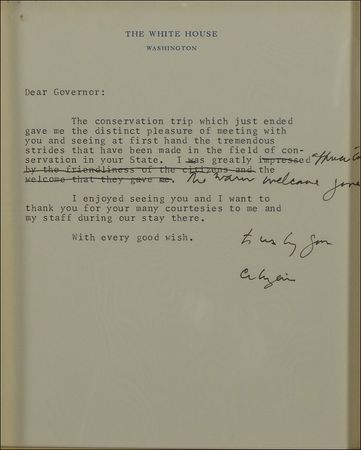 THE WHITE HOUSE
WASHINGTON
Dear Governor:
The conservation trip which just ended
gave me the distinct pleasure of meeting with
you and seeing at first hand the tremendous
strides that have been made in the field of con-
servation in your State. I was greatly impressed
by the friendliness of the citizens and the
welcome that they gave me. The warm welcome
I enjoyed seeing you and I want to
thank you for your many courtesies to me and
my staff during our stay there.
With every good wish.
to us by